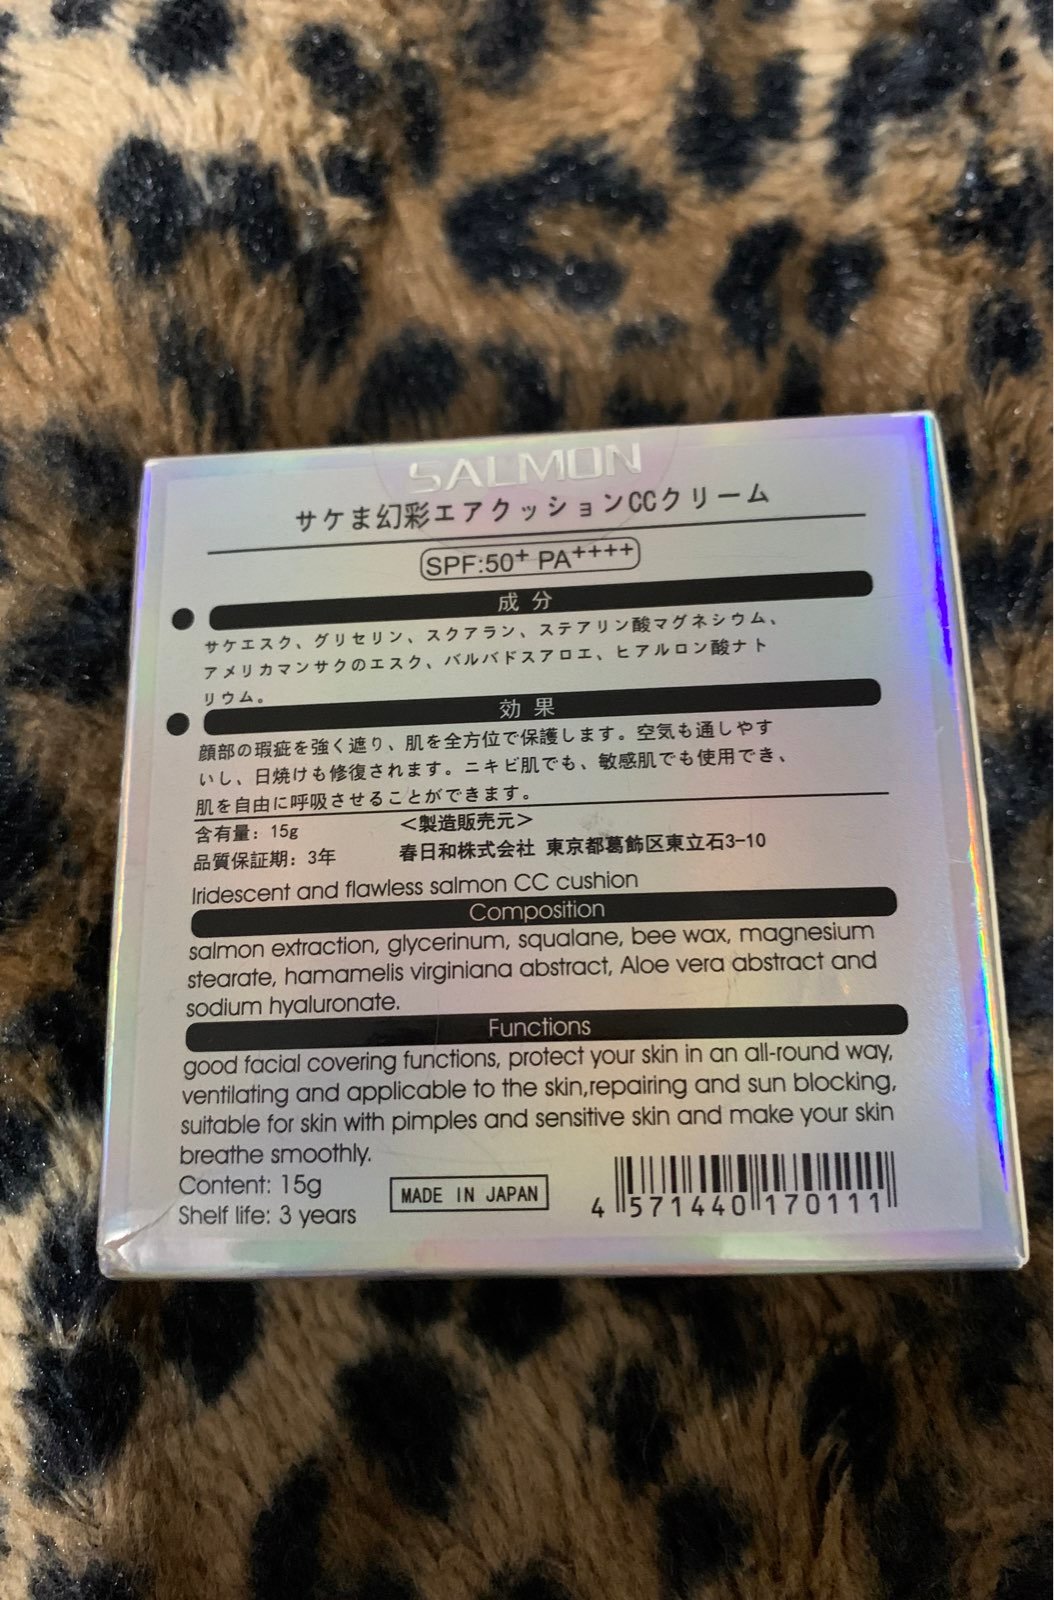 SALMON
サケま幻彩エアクッションCCクリーム
SPF:50⁺ PA⁺⁺⁺⁺
成 分
サケエスク、グリセリン、スクアラン、ステアリン酸マグネシウム、
アメリカマンサクのエスク、バルバドスアロエ、ヒアルロン酸ナト
リウム。
効 果
顔部の瑕疵を強く遮り、肌を全方位で保護します。空気も通しやす
いし、日焼けも修復されます。ニキビ肌でも、敏感肌でも使用でき、
肌を自由に呼吸させることができます。
含有量：15g
<製造販売元>
品質保証期：3年
春日和株式会社 東京都葛飾区東立石3-10
Iridescent and flawless salmon CC cushion
Composition
salmon extraction, glycerinum, squalane, bee wax, magnesium
stearate, hamamelis virginiana abstract, Aloe vera abstract and
sodium hyaluronate.
Functions
good facial covering functions, protect your skin in an all-round way,
ventilating and applicable to the skin,repairing and sun blocking,
suitable for skin with pimples and sensitive skin and make your skin
breathe smoothly.
Content: 15g
Shelf life: 3 years
MADE IN JAPAN
4 571440 170111